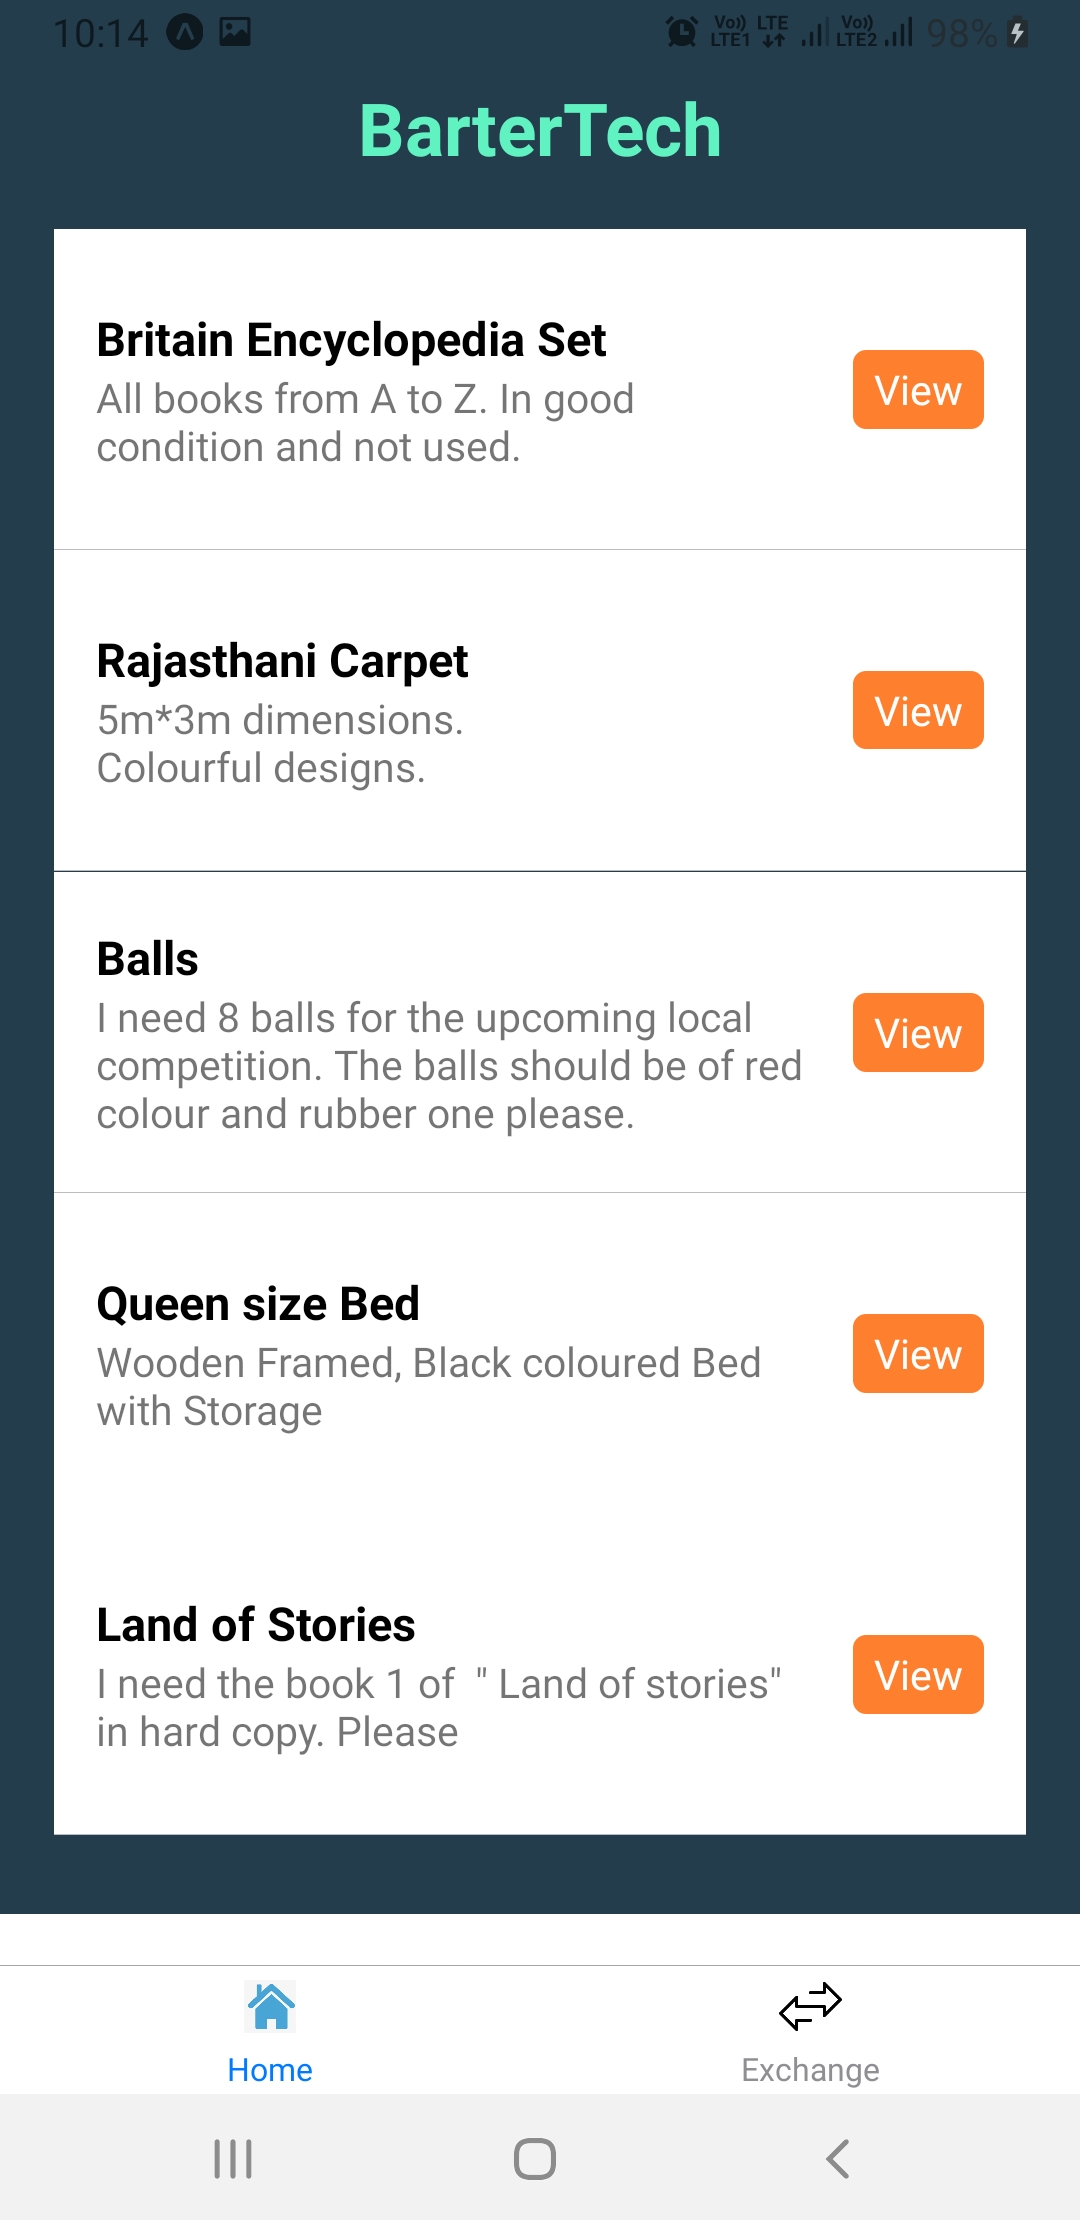 10:14
Vo)) LTE
LTE1
Vo))
LTE2
98%
BarterTech
Britain Encyclopedia Set
All books from A to Z. In good
condition and not used.
View
Rajasthani Carpet
5m*3m dimensions.
Colourful designs.
View
Balls
I need 8 balls for the upcoming local
competition. The balls should be of red
colour and rubber one please.
View
Queen size Bed
Wooden Framed, Black coloured Bed
with Storage
View
Land of Stories
I need the book 1 of  " Land of stories"
in hard copy. Please
View
Home
Exchange